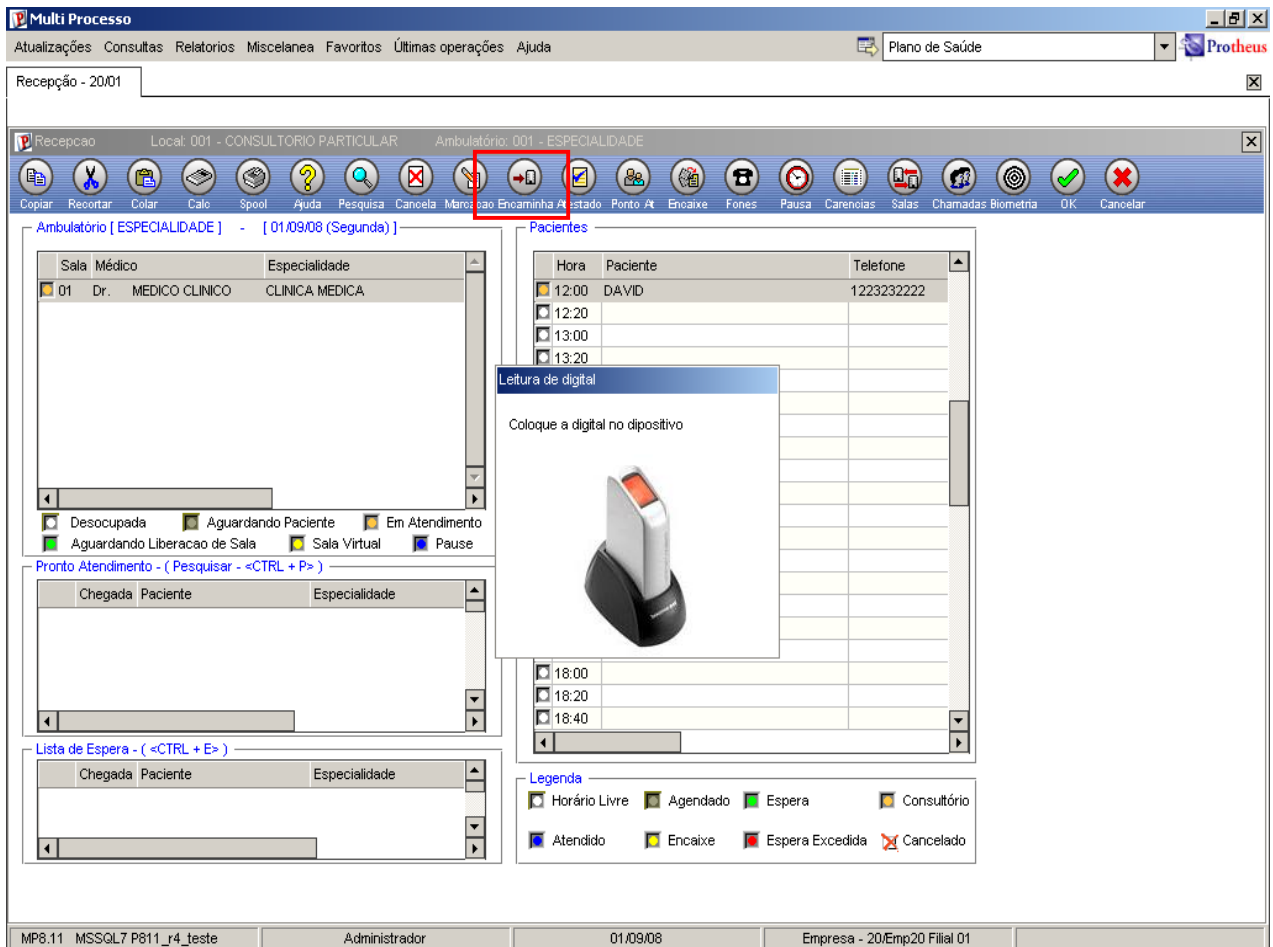 Multi Processo
Atualizações Consultas Relatorios Miscelanea Favoritos Últimas operações Ajuda Plano de Saúde Protheus
Recepção - 20/01
Recepcao Local: 001 - CONSULTORIO PARTICULAR Ambulatório: 001 - ESPECIALIDADE
Copiar Recortar Colar Calc Spool Ajuda Pesquisa Cancela Marcacao Encaminha Atestado Ponto At Encaixe Fones Pausa Carencias Salas Chamadas Biometria OK Cancelar
Ambulatório [ ESPECIALIDADE ] - [ 01/09/08 (Segunda) ]
Sala Médico Especialidade
01 Dr. MEDICO CLINICO CLINICA MEDICA
Desocupada Aguardando Paciente Em Atendimento
Aguardando Liberacao de Sala Sala Virtual Pause
Pronto Atendimento - ( Pesquisar - <CTRL + P> )
Chegada Paciente Especialidade
Lista de Espera - ( <CTRL + E> )
Chegada Paciente Especialidade
Pacientes
Hora Paciente Telefone
12:00 DAVID 1223232222
12:20
13:00
13:20
Leitura de digital
Coloque a digital no dipositivo
18:00
18:20
18:40
Legenda
Horário Livre Agendado Espera Consultório
Atendido Encaixe Espera Excedida Cancelado
MP8.11 MSSQL7 P811_r4_teste Administrador 01/09/08 Empresa - 20/Emp20 Filial 01